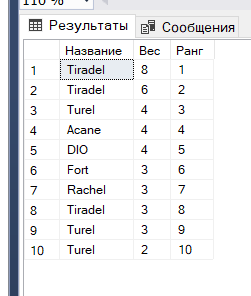 110 %
Результаты Сообщения
Название Вес Ранг
1 Tiradel 8 1
2 Tiradel 6 2
3 Turel 4 3
4 Acane 4 4
5 DIO 4 5
6 Fort 3 6
7 Rachel 3 7
8 Tiradel 3 8
9 Turel 3 9
10 Turel 2 10